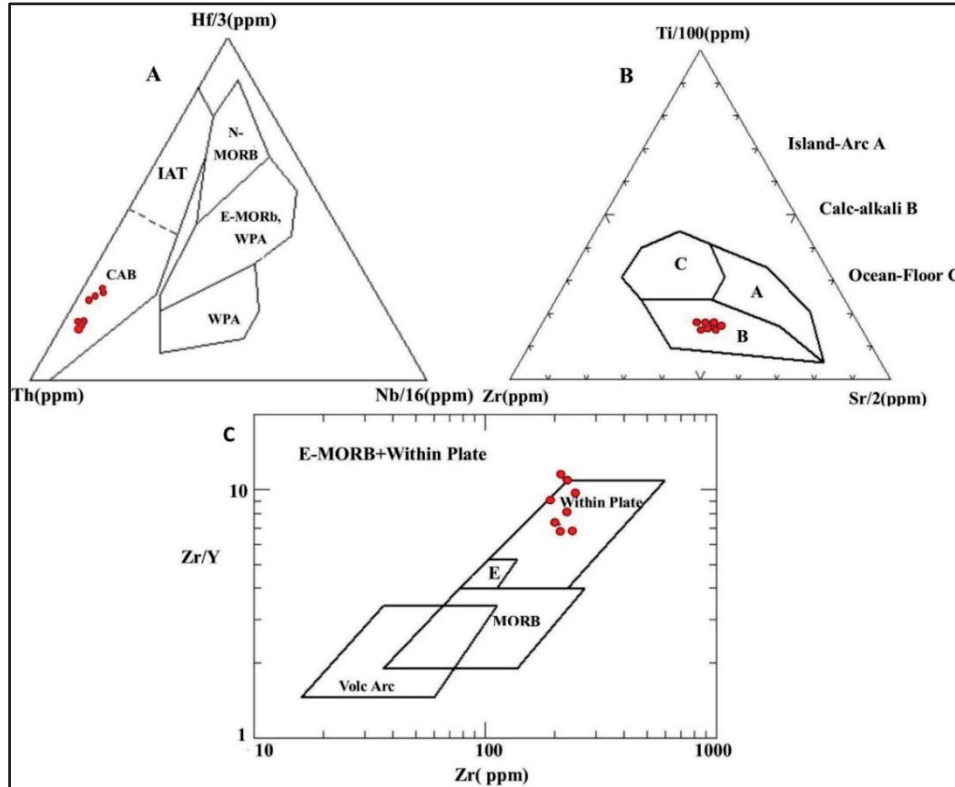 Hf/3(ppm)
A
N-
MORB
IAT
E-MORb,
WPA
CAB
WPA
Th(ppm)
Nb/16(ppm)
Ti/100(ppm)
B
Island-Arc A
Calc-alkali B
Ocean-Floor C
C
A
B
Zr(ppm)
Sr/2(ppm)
C
E-MORB+Within Plate
10
Within Plate
Zr/Y
E
MORB
Volc Arc
1
10
100
1000
Zr( ppm)